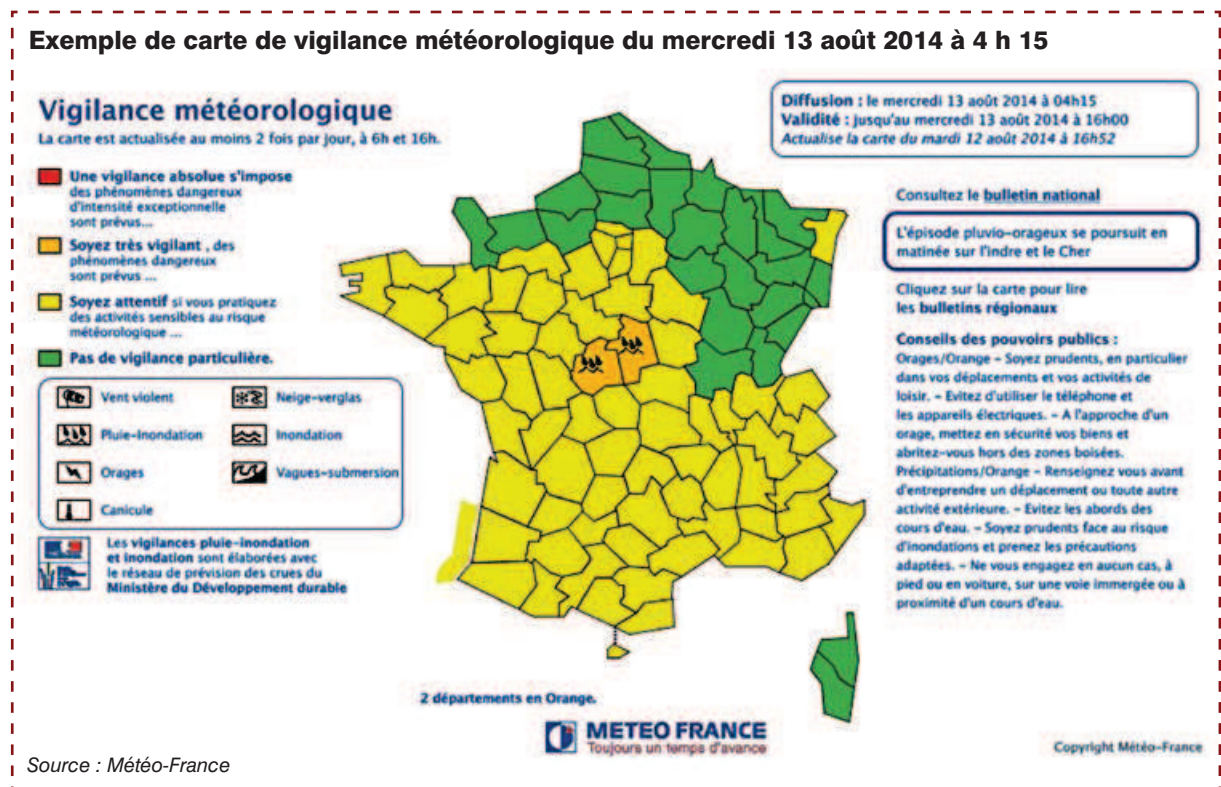 Exemple de carte de vigilance météorologique du mercredi 13 août 2014 à 4 h 15
Vigilance météorologique
La carte est actualisée au moins 2 fois par jour, à 6h et 16h.
Une vigilance absolue s'impose
des phénomènes dangereux
d'intensité exceptionnelle
sont prévus...
Soyez très vigilant , des
phénomènes dangereux
sont prévus ...
Soyez attentif si vous pratiquez
des activités sensibles au risque
météorologique ...
Pas de vigilance particulière.
Vent violent
Neige-verglas
Pluie-Inondation
Inondation
Orages
Vagues-submersion
Canicule
Les vigilances pluie-inondation
et inondation sont élaborées avec
le réseau de prévision des crues du
Ministère du Développement durable
Diffusion : le mercredi 13 août 2014 à 04h15
Validité : jusqu'au mercredi 13 août 2014 à 16h00
Actualise la carte du mardi 12 août 2014 à 16h52
Consultez le bulletin national
L'épisode pluvio-orageux se poursuit en
matinée sur l'indre et le Cher
Cliquez sur la carte pour lire
les bulletins régionaux
Conseils des pouvoirs publics :
Orages/Orange - Soyez prudents, en particulier
dans vos déplacements et vos activités de
loisir. - Evitez d'utiliser le téléphone et
les appareils électriques. - A l'approche d'un
orage, mettez en sécurité vos biens et
abritez-vous hors des zones boisées.
Précipitations/Orange - Renseignez vous avant
d'entreprendre un déplacement ou toute autre
activité extérieure. - Evitez les abords des
cours d'eau. - Soyez prudents face au risque
d'inondations et prenez les précautions
adaptées. - Ne vous engagez en aucun cas, à
pied ou en voiture, sur une voie immergée ou à
proximité d'un cours d'eau.
2 départements en Orange.
METEO FRANCE
Toujours un temps d'avance
Copyright Météo-France
Source : Météo-France